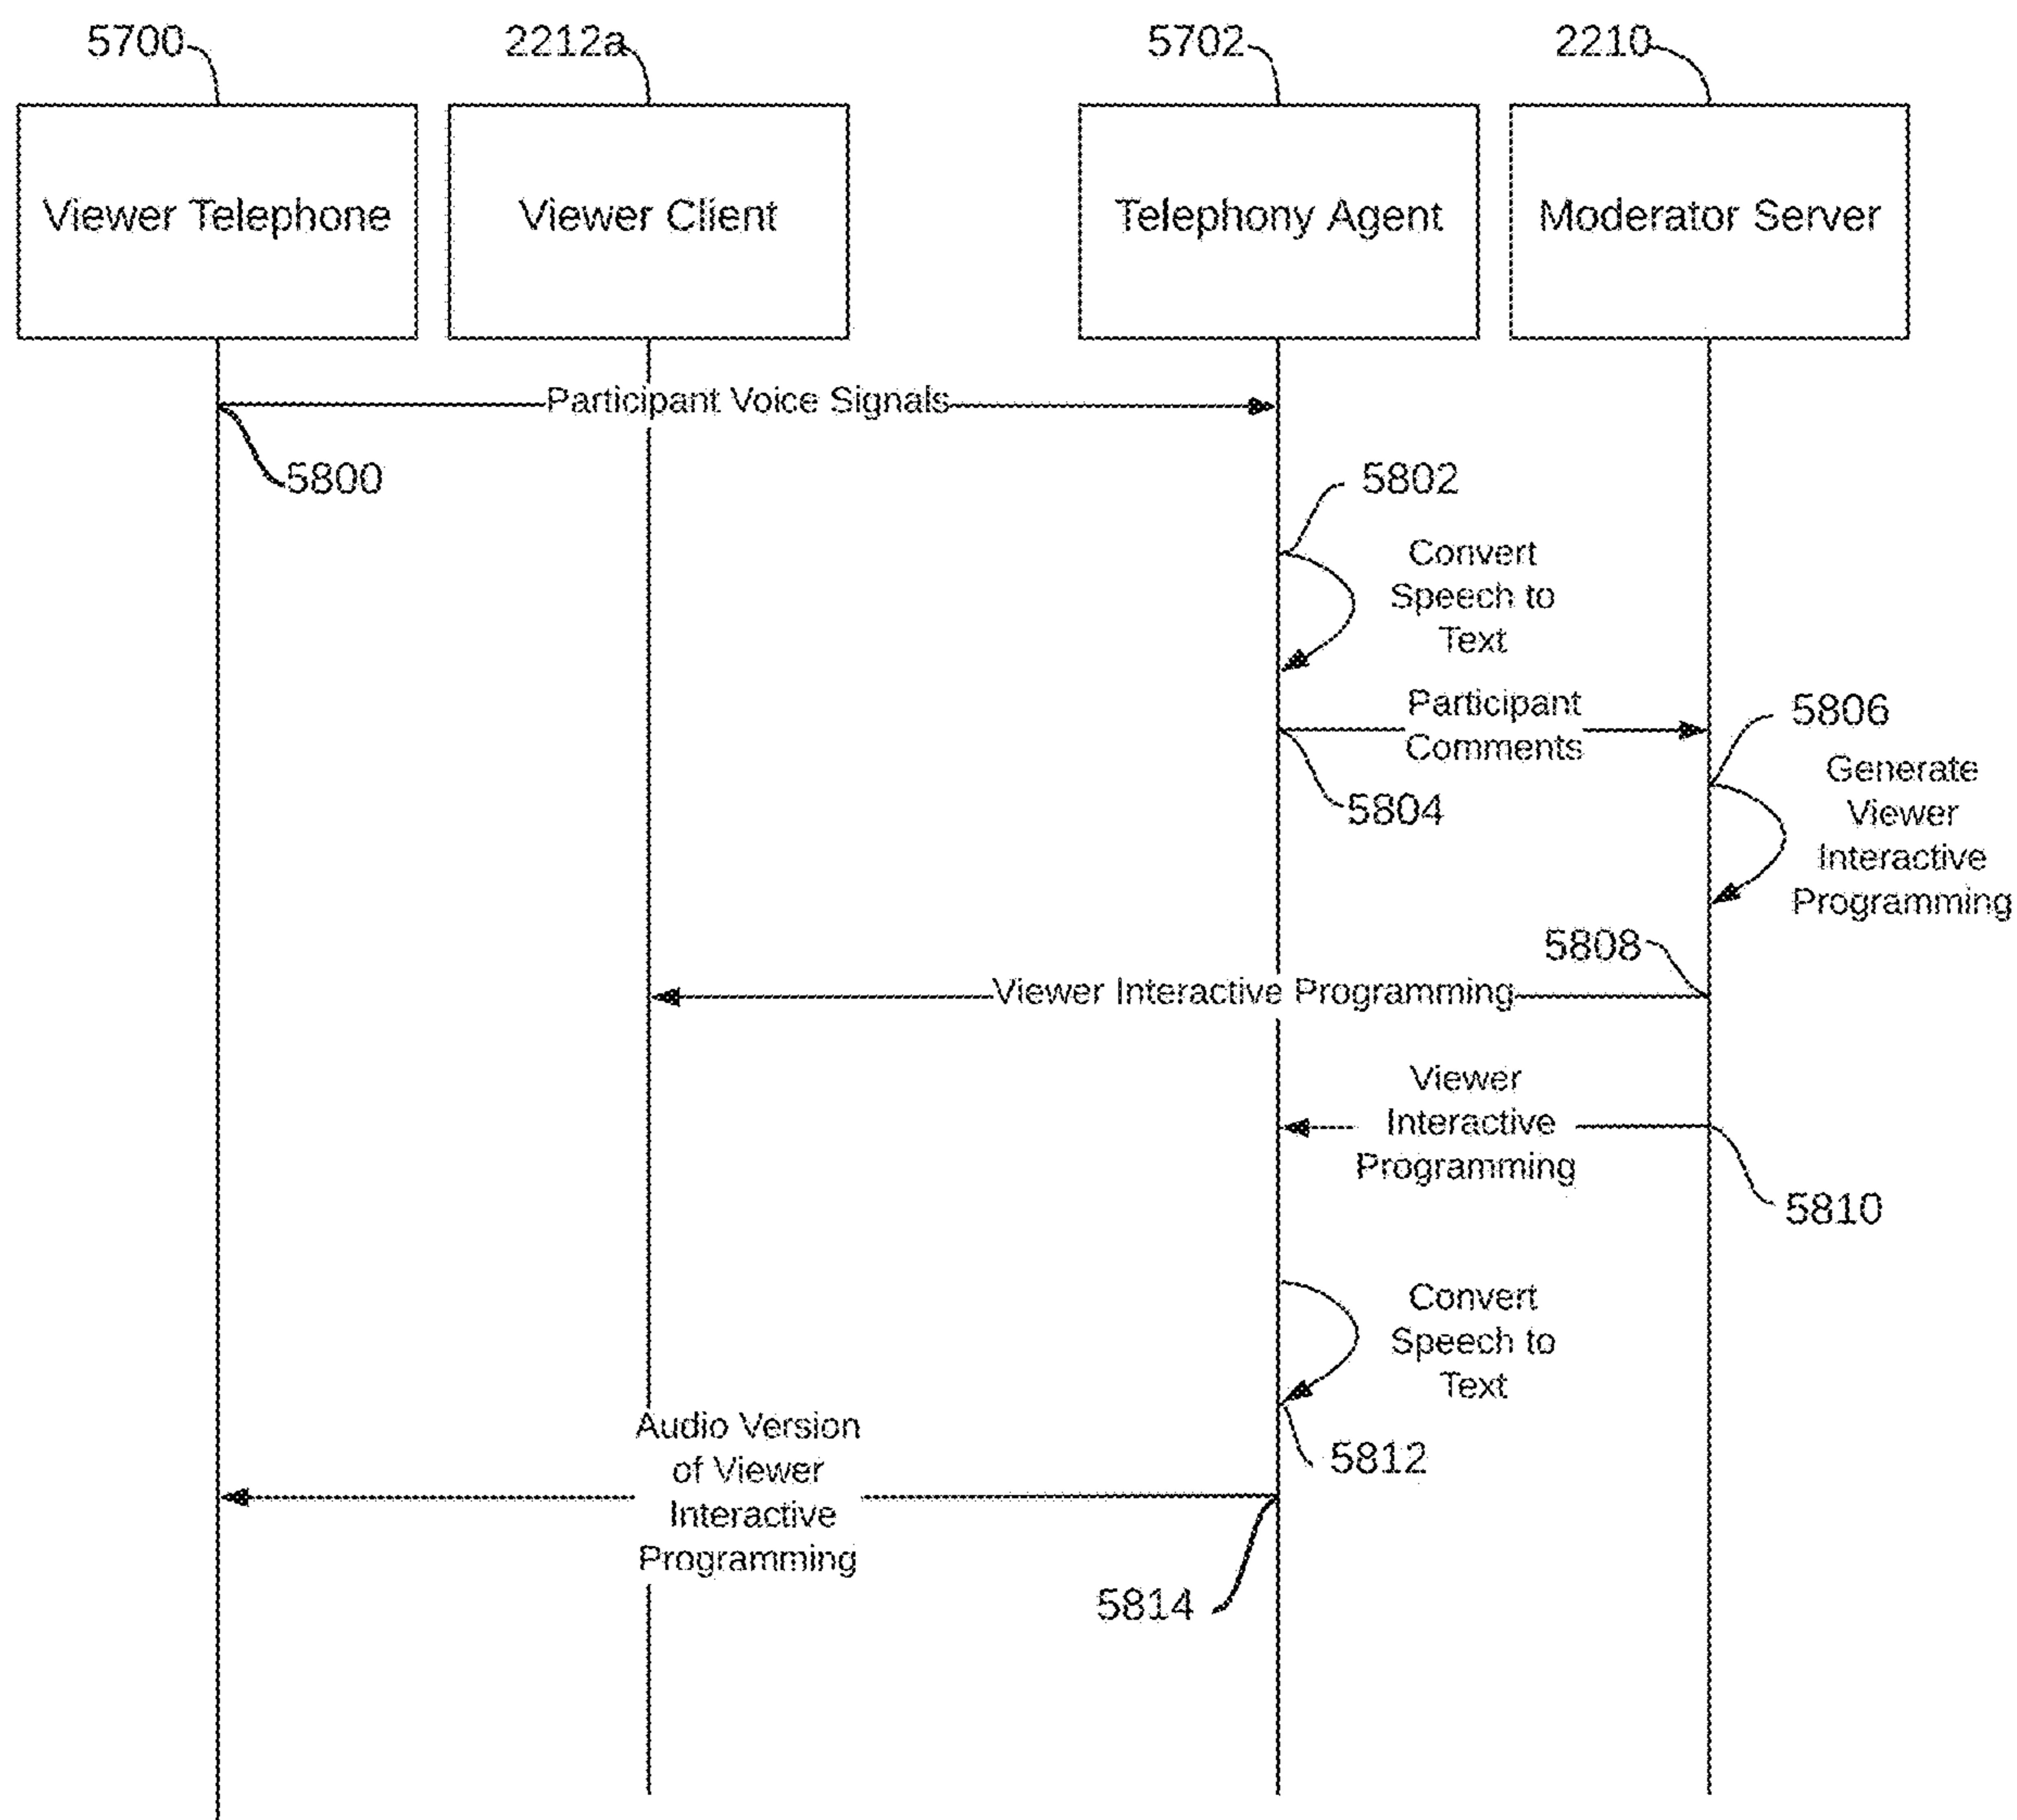 5700
2212a
5702
2210
Viewer Telephone
Viewer Client
Telephony Agent
Moderator Server
Participant Voice Signals
5800
5802
Convert
Speech to
Text
Participant
Comments
5804
5806
Generate
Viewer
Interactive
Programming
5808
Viewer Interactive Programming
Viewer
Interactive
Programming
5810
Convert
Speech to
Text
5812
Audio Version
of Viewer
Interactive
Programming
5814